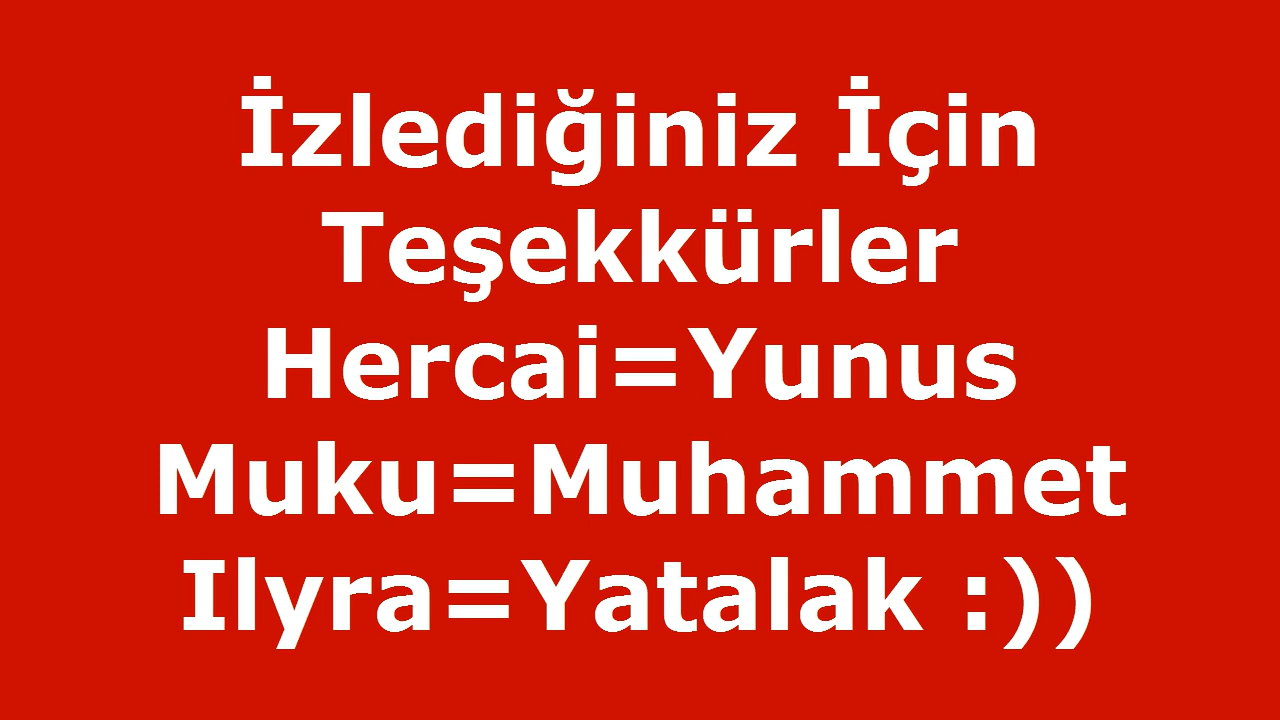 İzlediğiniz İçin
Teşekkürler
Hercai=Yunus
Muku=Muhammet
Ilyra=Yatalak :))